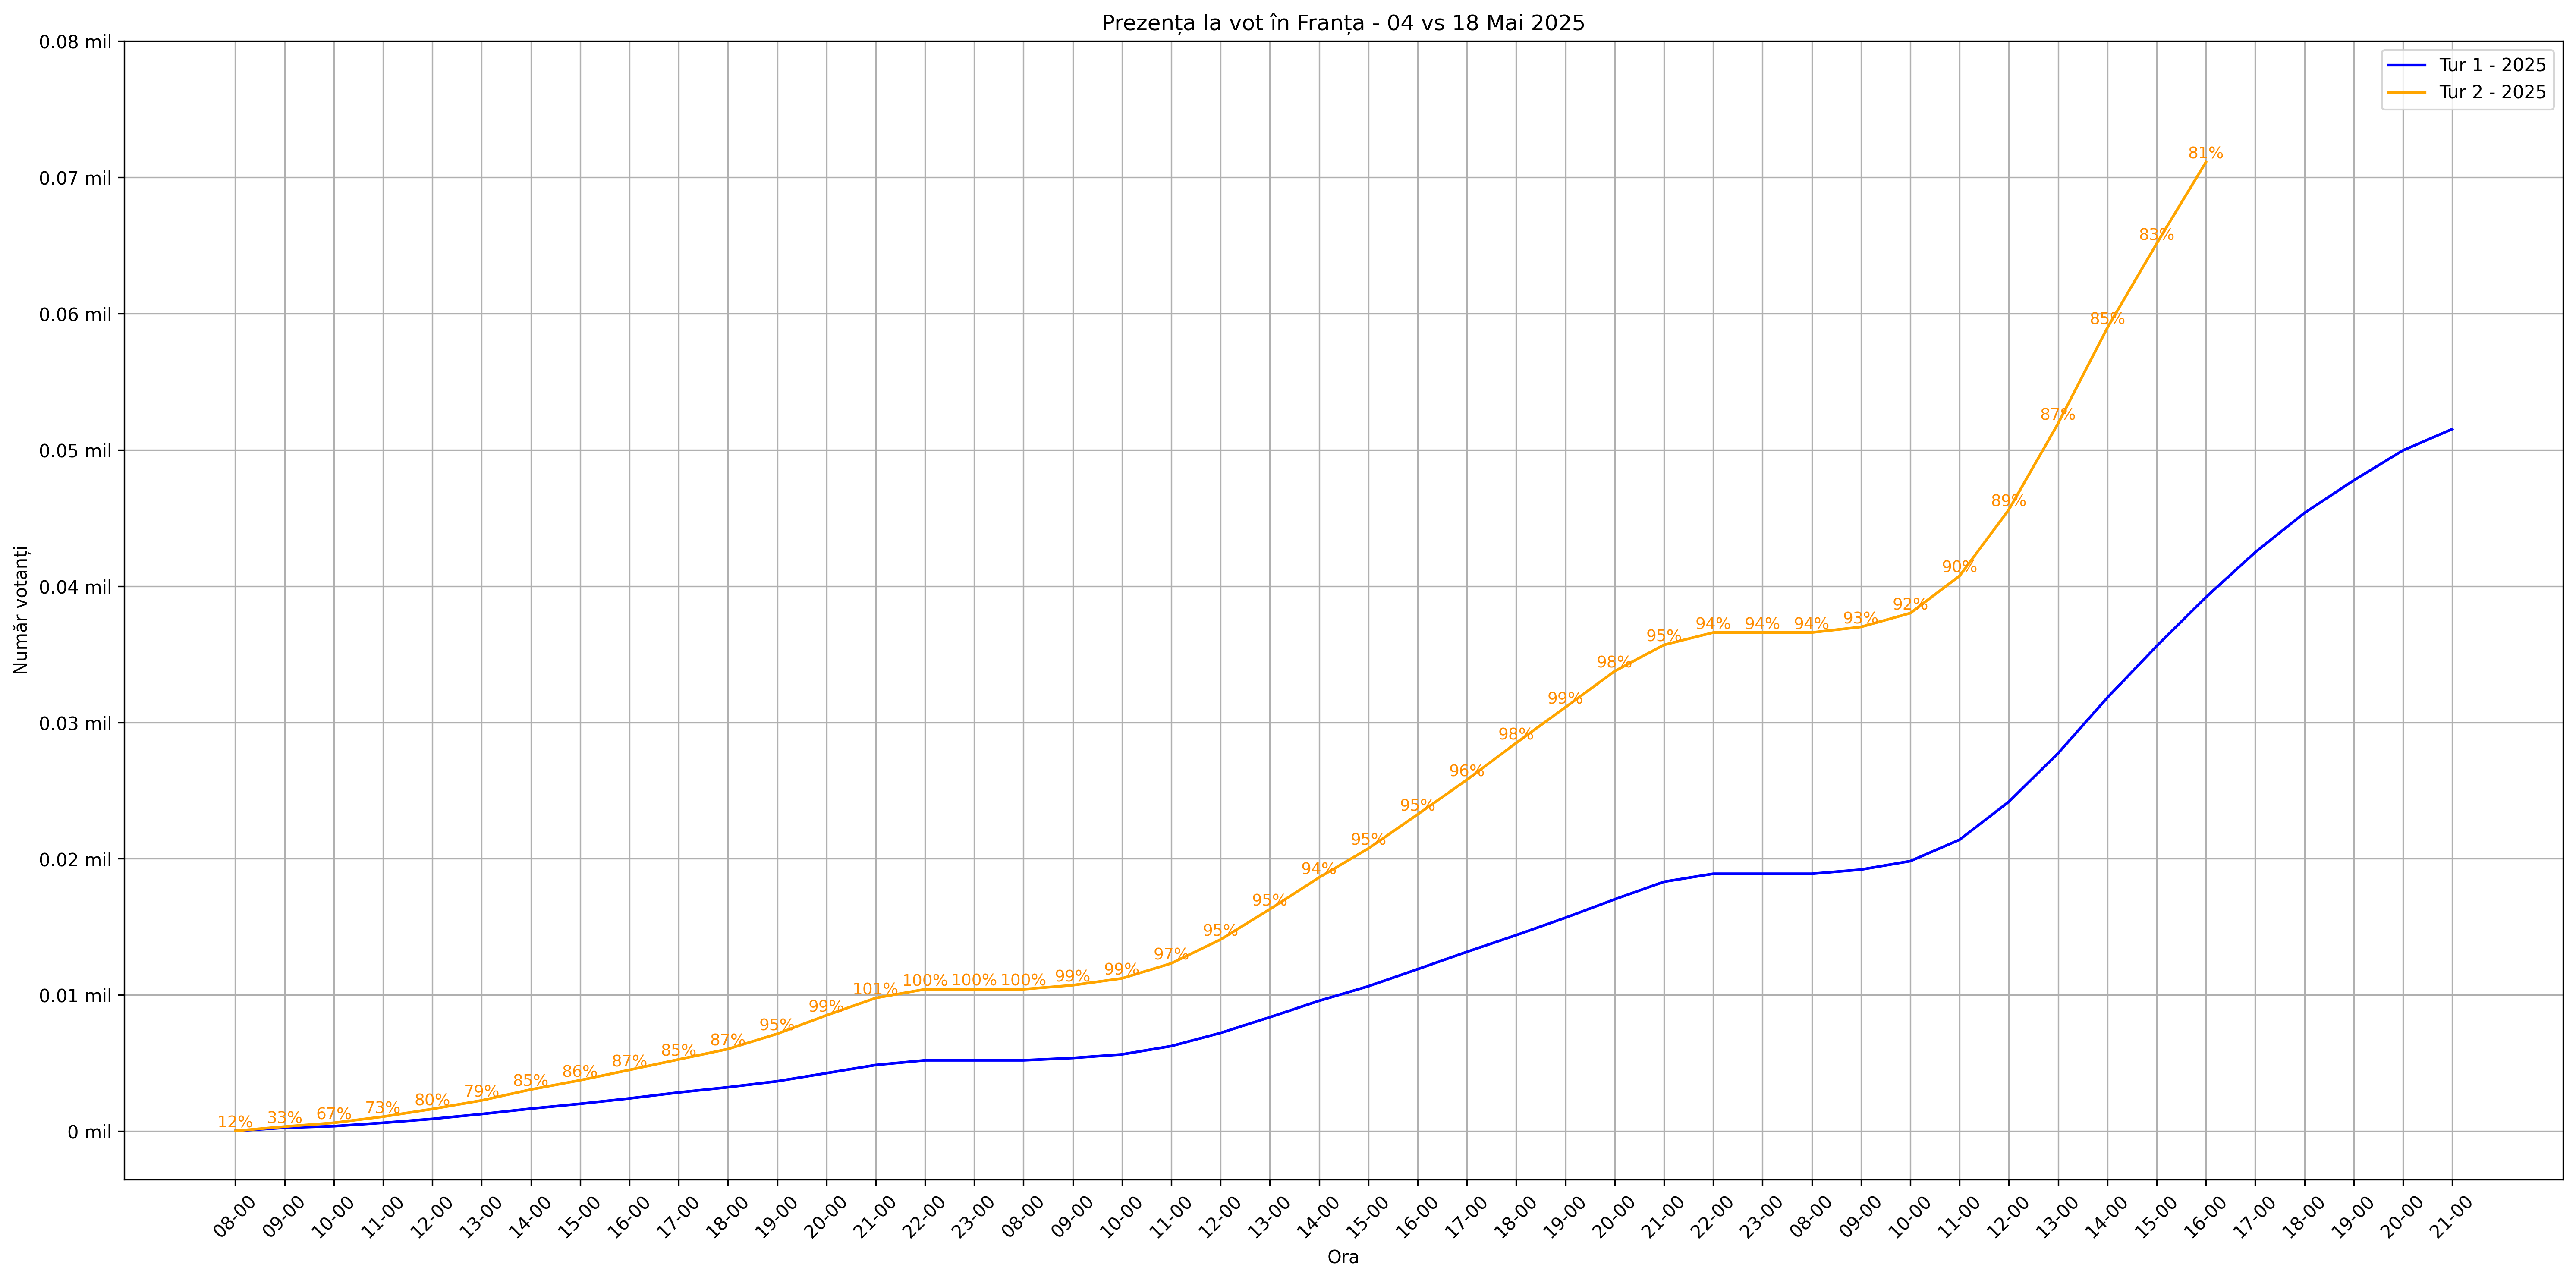 Prezența la vot în Franța - 04 vs 18 Mai 2025
Tur 1 - 2025
Tur 2 - 2025
Număr votanți
0.08 mil
0.07 mil
0.06 mil
0.05 mil
0.04 mil
0.03 mil
0.02 mil
0.01 mil
0 mil
12% 33% 67% 73% 80% 79% 85% 86% 87% 85% 87% 95% 99% 101% 100% 100% 100% 99% 99% 97% 95% 95% 94% 95% 95% 96% 98% 99% 98% 95% 94% 94% 94% 93% 92% 90% 89% 87% 85% 83% 81%
08-00 09-00 10-00 11-00 12-00 13-00 14-00 15-00 16-00 17-00 18-00 19-00 20-00 21-00 22-00 23-00 08-00 09-00 10-00 11-00 12-00 13-00 14-00 15-00 16-00 17-00 18-00 19-00 20-00 21-00 22-00 23-00 08-00 09-00 10-00 11-00 12-00 13-00 14-00 15-00 16-00 17-00 18-00 19-00 20-00 21-00
Ora